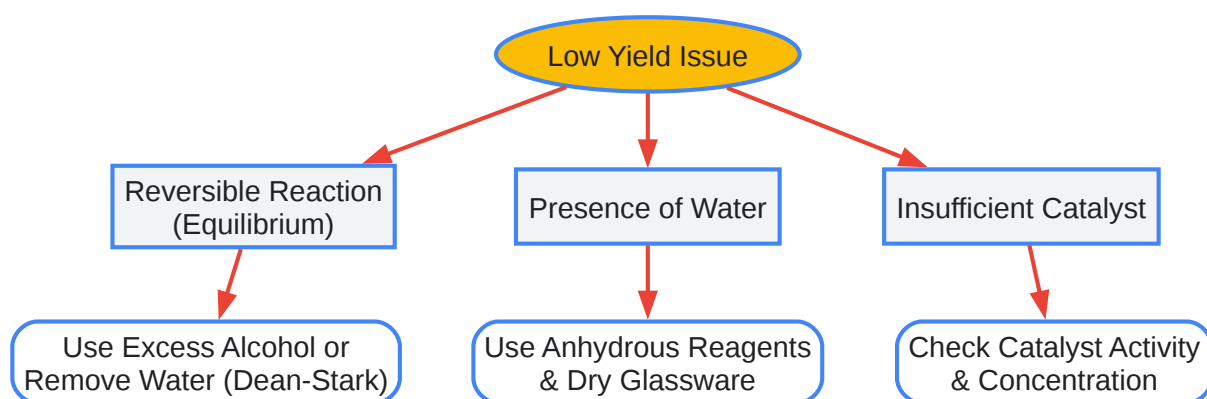 Low Yield Issue
Reversible Reaction
(Equilibrium)
Presence of Water
Insufficient Catalyst
Use Excess Alcohol or
Remove Water (Dean-Stark)
Use Anhydrous Reagents
& Dry Glassware
Check Catalyst Activity
& Concentration